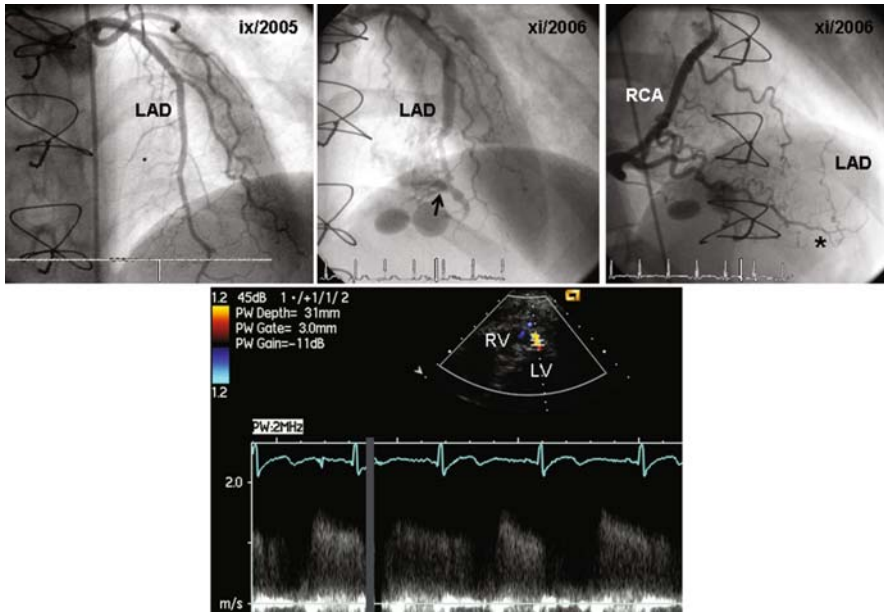 ix/2005
LAD
xi/2006
LAD
xi/2006
RCA
LAD
*
1.2 45dB 1 ·/+1/1/ 2
PW Depth= 31mm
PW Gate= 3.0mm
PW Gain=-11dB
1.2
RV
LV
PW:2MHz
2.0
m/s